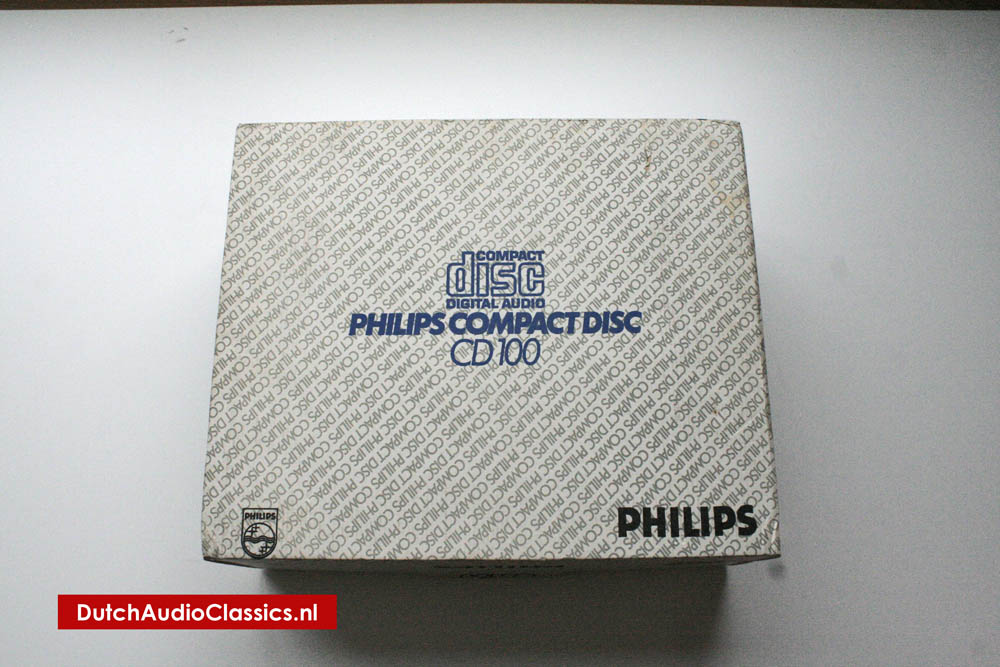 COMPACT
disc
DIGITAL AUDIO
PHILIPS COMPACT DISC
CD 100
PHILIPS
PHILIPS
DutchAudioClassics.nl